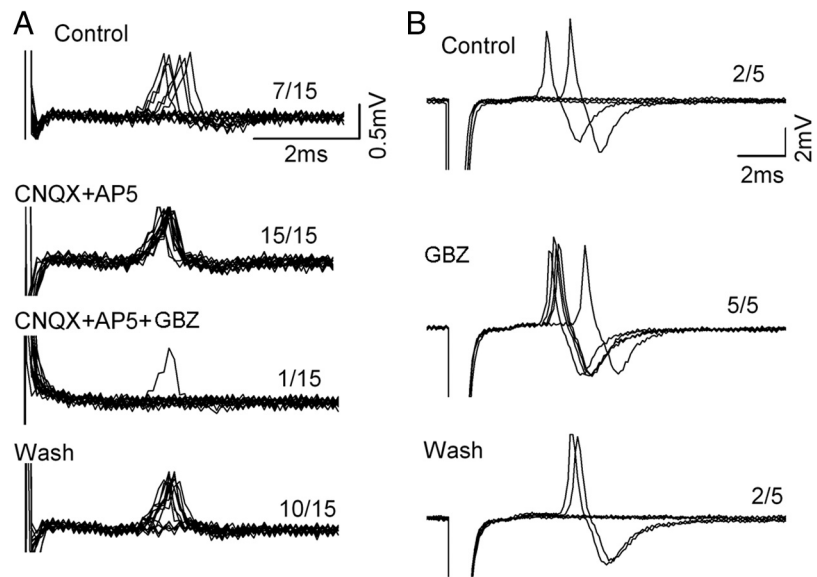 A
Control
7/15
0.5mV
2ms
CNQX+AP5
15/15
CNQX+AP5+GBZ
1/15
Wash
10/15
B
Control
2/5
2mV
2ms
GBZ
5/5
Wash
2/5